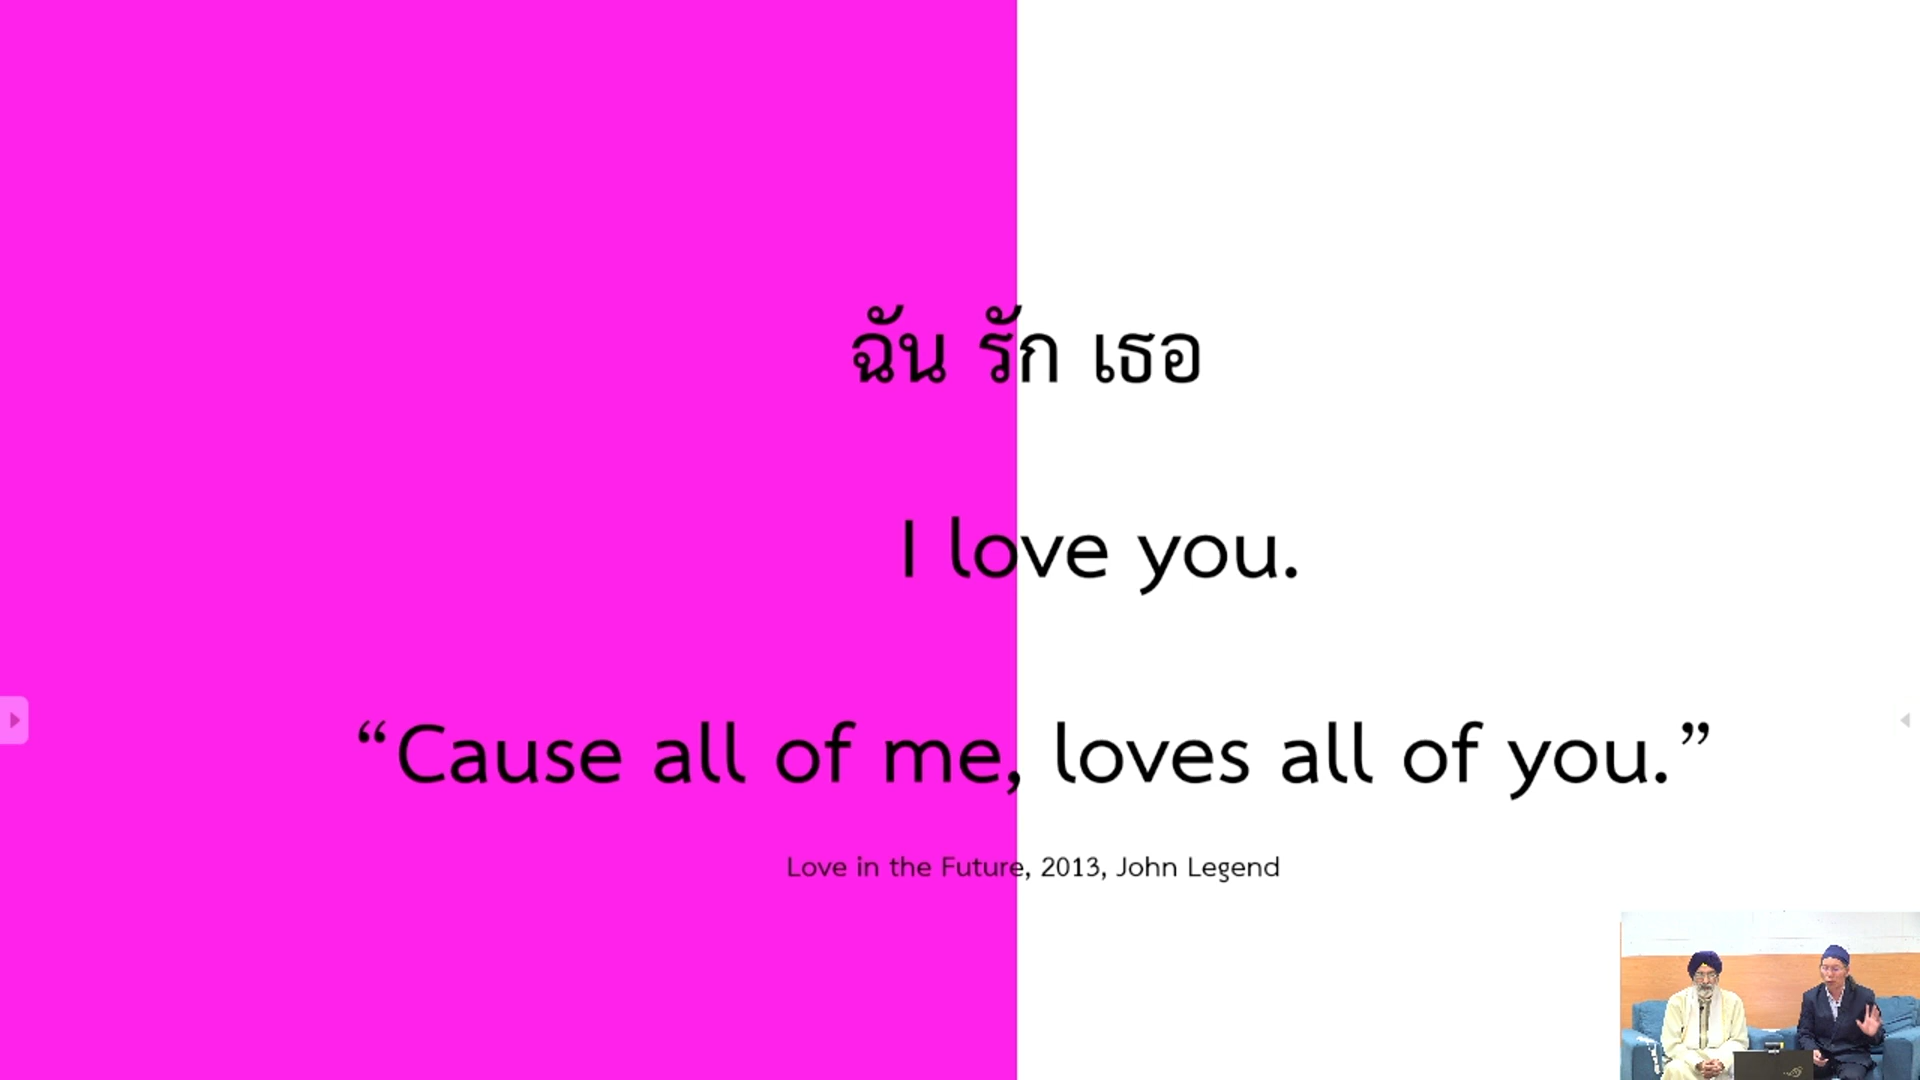 ฉัน รัก เธอ
I love you.
“Cause all of me, loves all of you.”
Love in the Future, 2013, John Legend